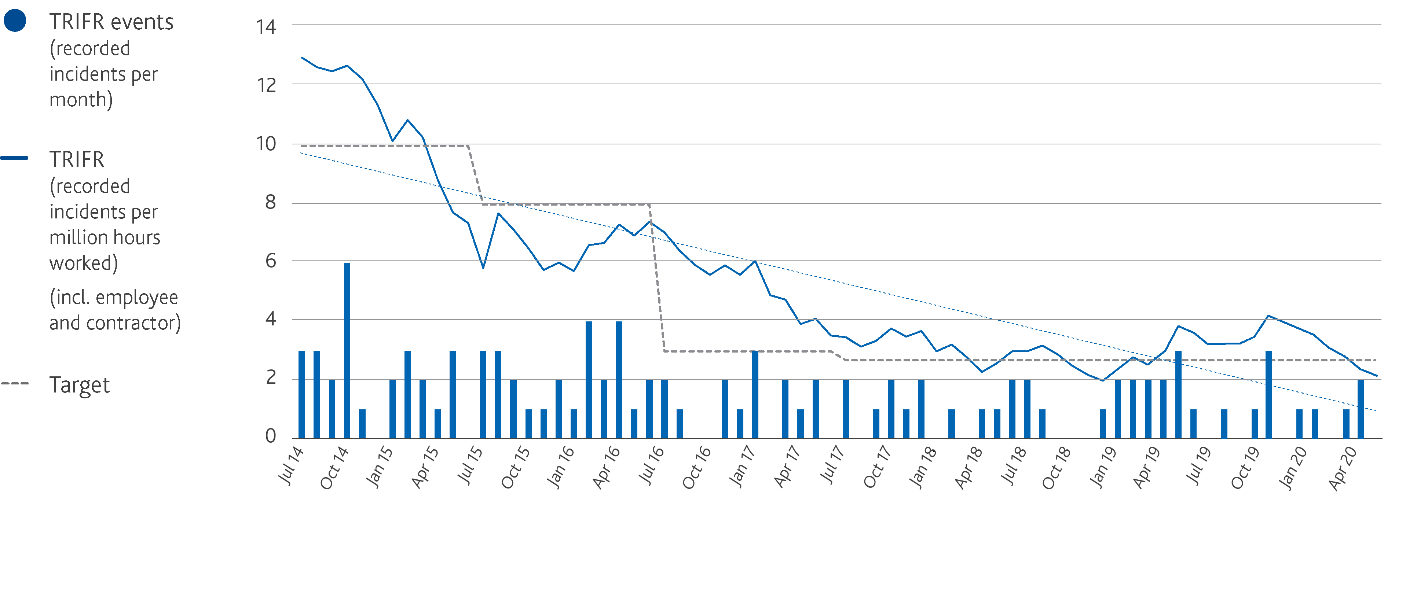 TRIFR events
(recorded
incidents per
month)
TRIFR
(recorded
incidents per
million hours
worked)
(incl. employee
and contractor)
Target
14
12
10
8
6
4
2
0
Jul 14
Oct 14
Jan 15
Apr 15
Jul 15
Oct 15
Jan 16
Apr 16
Jul 16
Oct 16
Jan 17
Apr 17
Jul 17
Oct 17
Jan 18
Apr 18
Jul 18
Oct 18
Jan 19
Apr 19
Jul 19
Oct 19
Jan 20
Apr 20